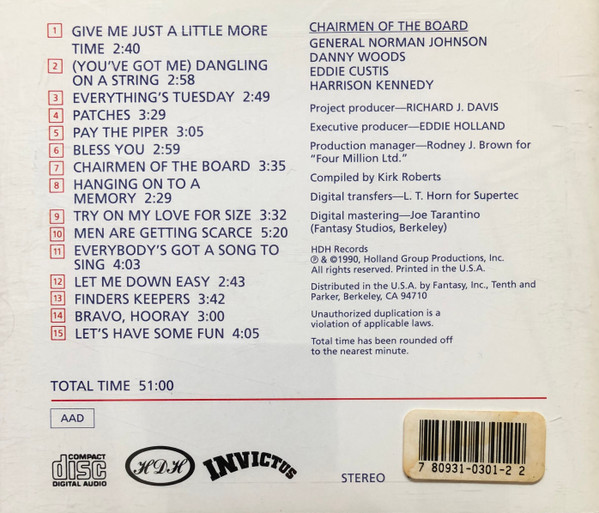 1 GIVE ME JUST A LITTLE MORE
TIME 2:40
2 (YOU'VE GOT ME) DANGLING
ON A STRING 2:58
3 EVERYTHING'S TUESDAY 2:49
4 PATCHES 3:29
5 PAY THE PIPER 3:05
6 BLESS YOU 2:59
7 CHAIRMEN OF THE BOARD 3:35
8 HANGING ON TO A
MEMORY 2:29
9 TRY ON MY LOVE FOR SIZE 3:32
10 MEN ARE GETTING SCARCE 5:20
11 EVERYBODY'S GOT A SONG TO
SING 4:03
12 LET ME DOWN EASY 2:43
13 FINDERS KEEPERS 3:42
14 BRAVO, HOORAY 3:00
15 LET'S HAVE SOME FUN 4:05
TOTAL TIME 51:00
CHAIRMEN OF THE BOARD
GENERAL NORMAN JOHNSON
DANNY WOODS
EDDIE CUSTIS
HARRISON KENNEDY
Project producer—RICHARD J. DAVIS
Executive producer—EDDIE HOLLAND
Production manager—Rodney J. Brown for
"Four Million Ltd."
Compiled by Kirk Roberts
Digital transfers—L. T. Horn for Supertec
Digital mastering—Joe Tarantino
(Fantasy Studios, Berkeley)
HDH Records
℗ & ©1990, Holland Group Productions, Inc.
All rights reserved. Printed in the U.S.A.
Distributed in the U.S.A. by Fantasy, Inc., Tenth and
Parker, Berkeley, CA 94710
Unauthorized duplication is a
violation of applicable laws.
Total time has been rounded off
to the nearest minute.
AAD
COMPACT
disc
DIGITAL AUDIO
HDH
INVICTUS
STEREO
7 80931-0301-2 2